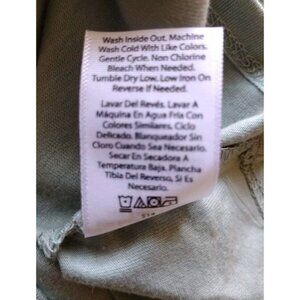 Wash Inside Out. Machine
Wash Cold With Like Colors.
Gentle Cycle. Non Chlorine
Bleach When Needed.
Tumble Dry Low. Low Iron On
Reverse If Needed.
Lavar Del Revés. Lavar A
Máquina En Agua Fría Con
Colores Similares. Ciclo
Delicado. Blanqueador Sin
Cloro Cuando Sea Necesario.
Secar En Secadora A
Temperatura Baja. Plancha
Tibia Del Reverso, Si Es
Necesario.